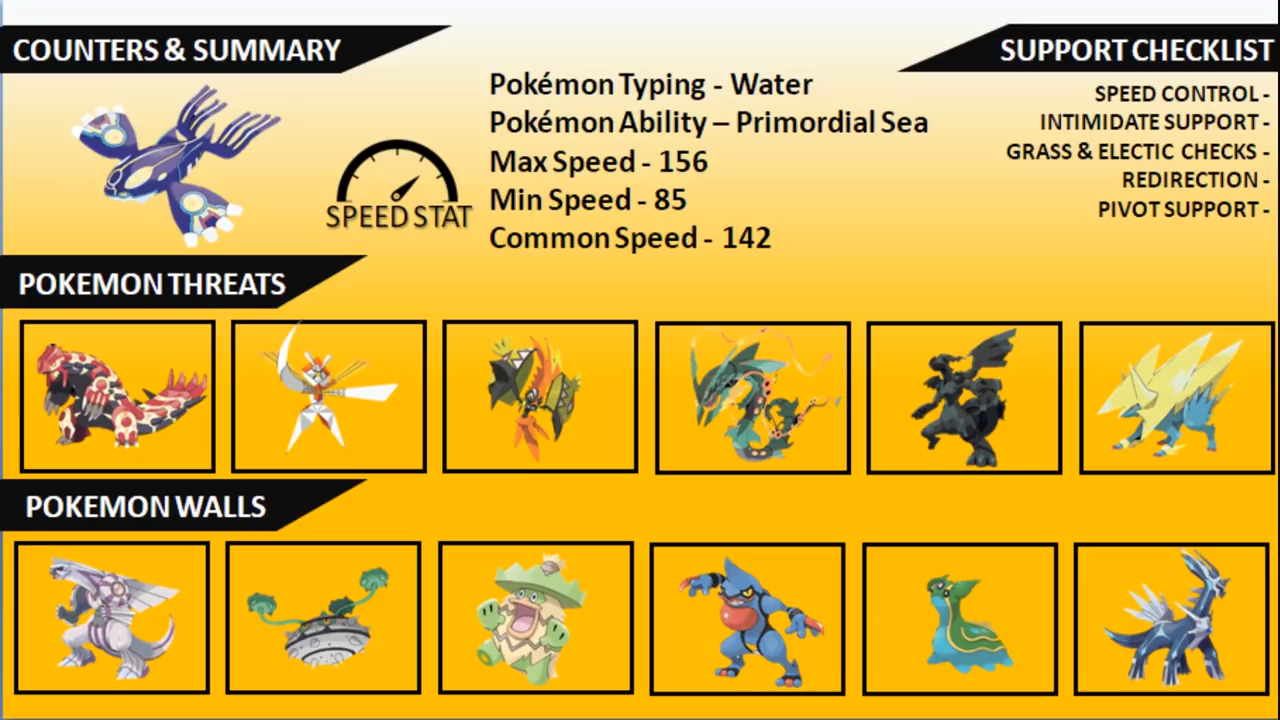 COUNTERS & SUMMARY
SPEED STAT
Pokémon Typing - Water
Pokémon Ability – Primordial Sea
Max Speed - 156
Min Speed - 85
Common Speed - 142
SUPPORT CHECKLIST
SPEED CONTROL -
INTIMIDATE SUPPORT -
GRASS & ELECTIC CHECKS -
REDIRECTION -
PIVOT SUPPORT -
POKEMON THREATS
POKEMON WALLS